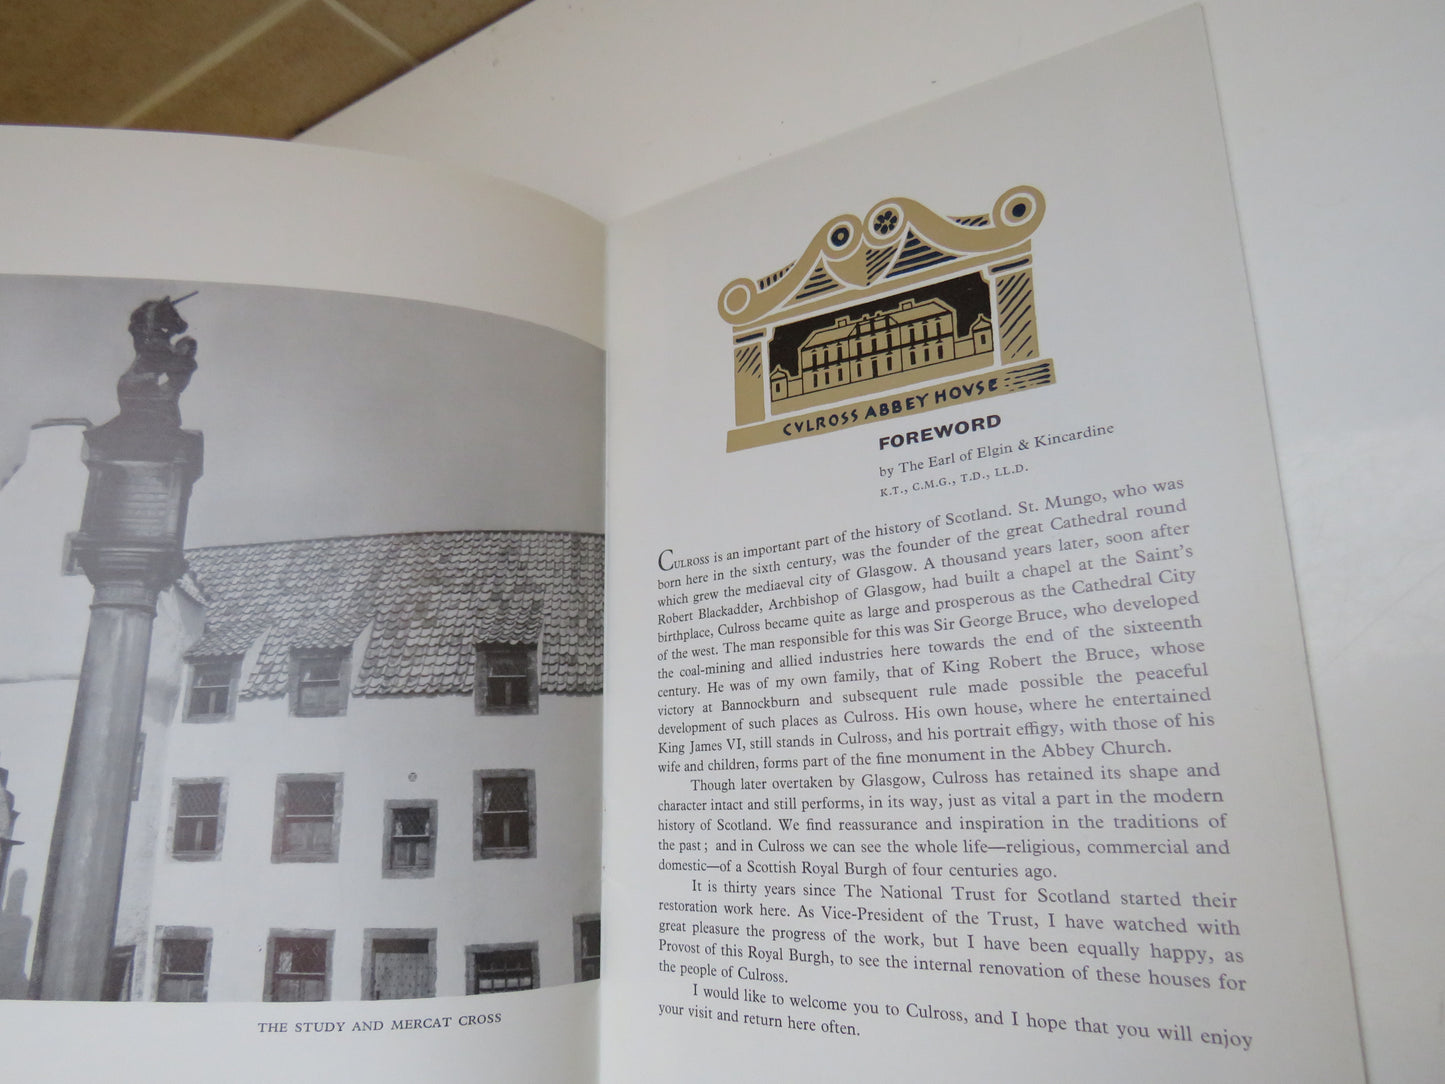 THE STUDY AND MERCAT CROSS
CVLROSS ABBEY HOVSE
FOREWORD
by The Earl of Elgin & Kincardine
K.T., C.M.G., T.D., LL.D.
CULROSS is an important part of the history of Scotland. St. Mungo, who was
born here in the sixth century, was the founder of the great Cathedral round
which grew the mediaeval city of Glasgow. A thousand years later, soon after
Robert Blackadder, Archbishop of Glasgow, had built a chapel at the Saint's
birthplace, Culross became quite as large and prosperous as the Cathedral City
of the west. The man responsible for this was Sir George Bruce, who developed
the coal-mining and allied industries here towards the end of the sixteenth
century. He was of my own family, that of King Robert the Bruce, whose
victory at Bannockburn and subsequent rule made possible the peaceful
development of such places as Culross. His own house, where he entertained
King James VI, still stands in Culross, and his portrait effigy, with those of his
wife and children, forms part of the fine monument in the Abbey Church.
Though later overtaken by Glasgow, Culross has retained its shape and
character intact and still performs, in its way, just as vital a part in the modern
history of Scotland. We find reassurance and inspiration in the traditions of
the past; and in Culross we can see the whole life—religious, commercial and
domestic—of a Scottish Royal Burgh of four centuries ago.
It is thirty years since The National Trust for Scotland started their
restoration work here. As Vice-President of the Trust, I have watched with
great pleasure the progress of the work, but I have been equally happy, as
Provost of this Royal Burgh, to see the internal renovation of these houses for
the people of Culross.
I would like to welcome you to Culross, and I hope that you will enjoy
your visit and return here often.